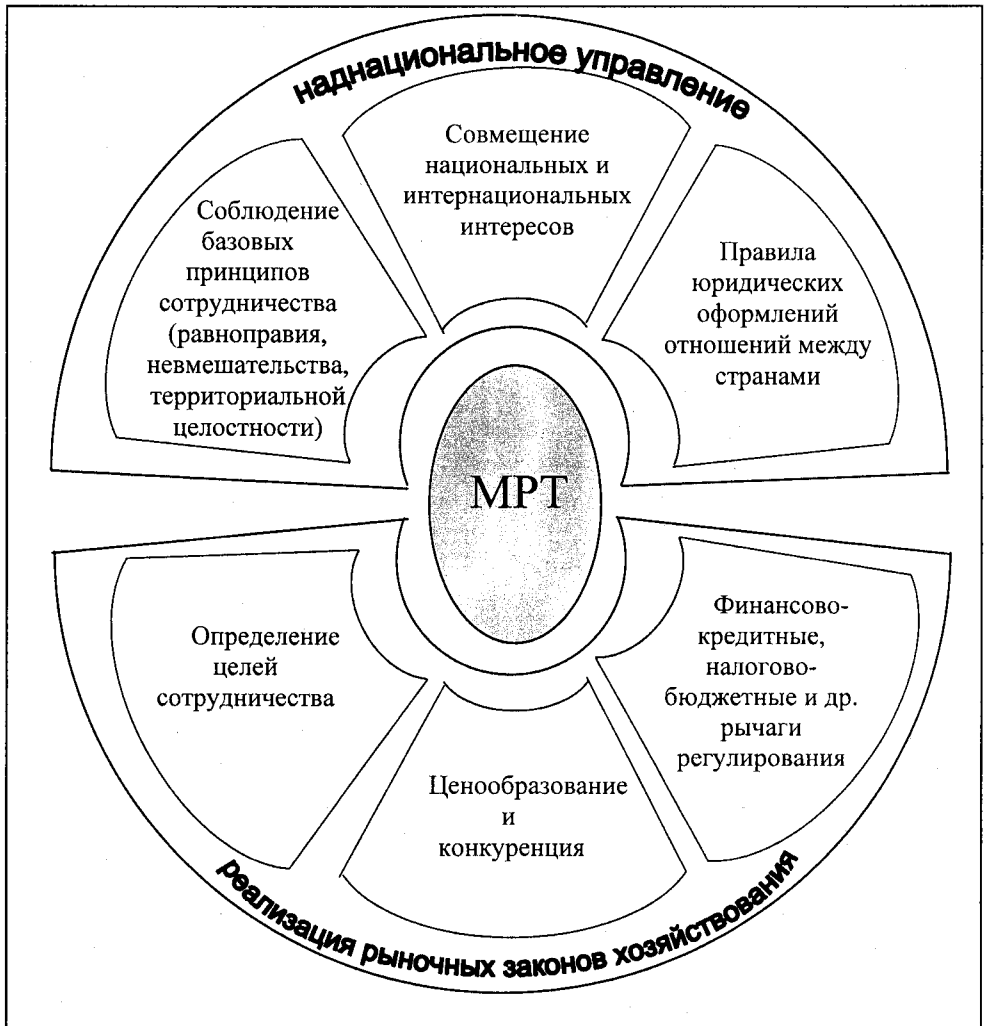 наднациональное управление
Соблюдение
базовых
принципов
сотрудничества
(равноправия,
невмешательства,
территориальной
целостности)
Совмещение
национальных и
интернациональных
интересов
Правила
юридических
оформлений
отношений между
странами
МРТ
Определение
целей
сотрудничества
Ценообразование
и
конкуренция
Финансово-
кредитные,
налогово-
бюджетные и др.
рычаги
регулирования
реализация рыночных законов хозяйствования